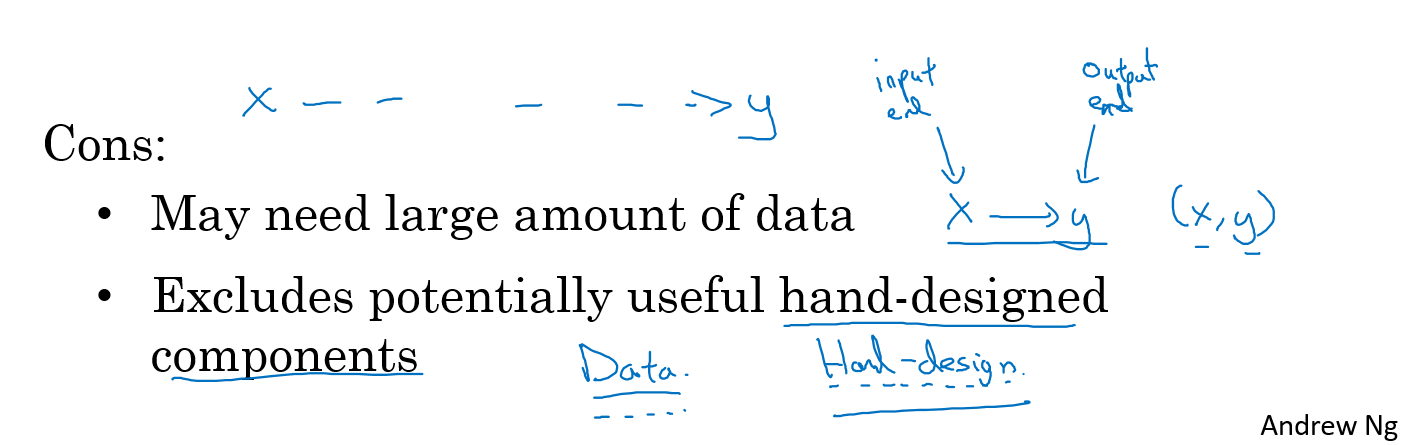 x - - - - -> y
input
end
output
end
Cons:
• May need large amount of data
x → y
(x, y)
• Excludes potentially useful hand-designed
components
Data.
Hand-design.
Andrew Ng